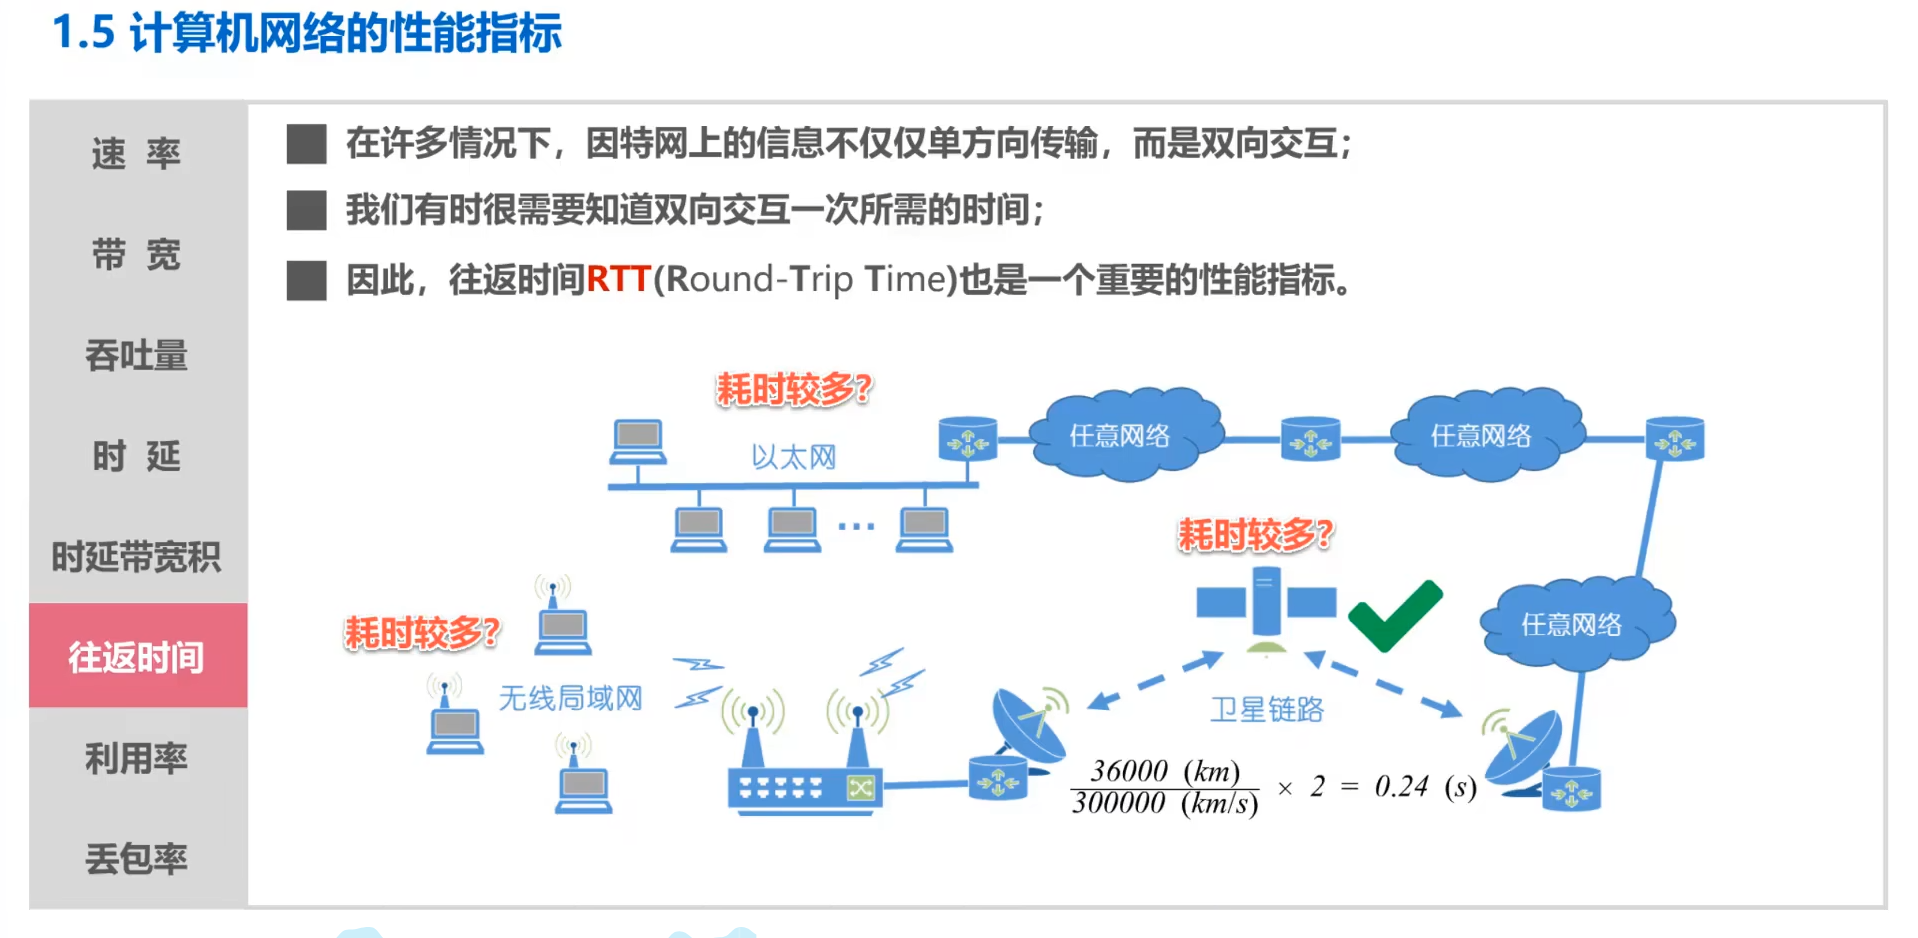 1.5 计算机网络的性能指标
速 率
带 宽
吞吐量
时 延
时延带宽积
往返时间
利用率
丢包率
在许多情况下，因特网上的信息不仅仅单方向传输，而是双向交互；
我们有时很需要知道双向交互一次所需的时间；
因此，往返时间RTT(Round-Trip Time)也是一个重要的性能指标。
耗时较多?
以太网
任意网络
任意网络
...
耗时较多?
任意网络
耗时较多?
无线局域网
卫星链路
36000 (km)
300000 (km/s)
× 2 = 0.24 (s)